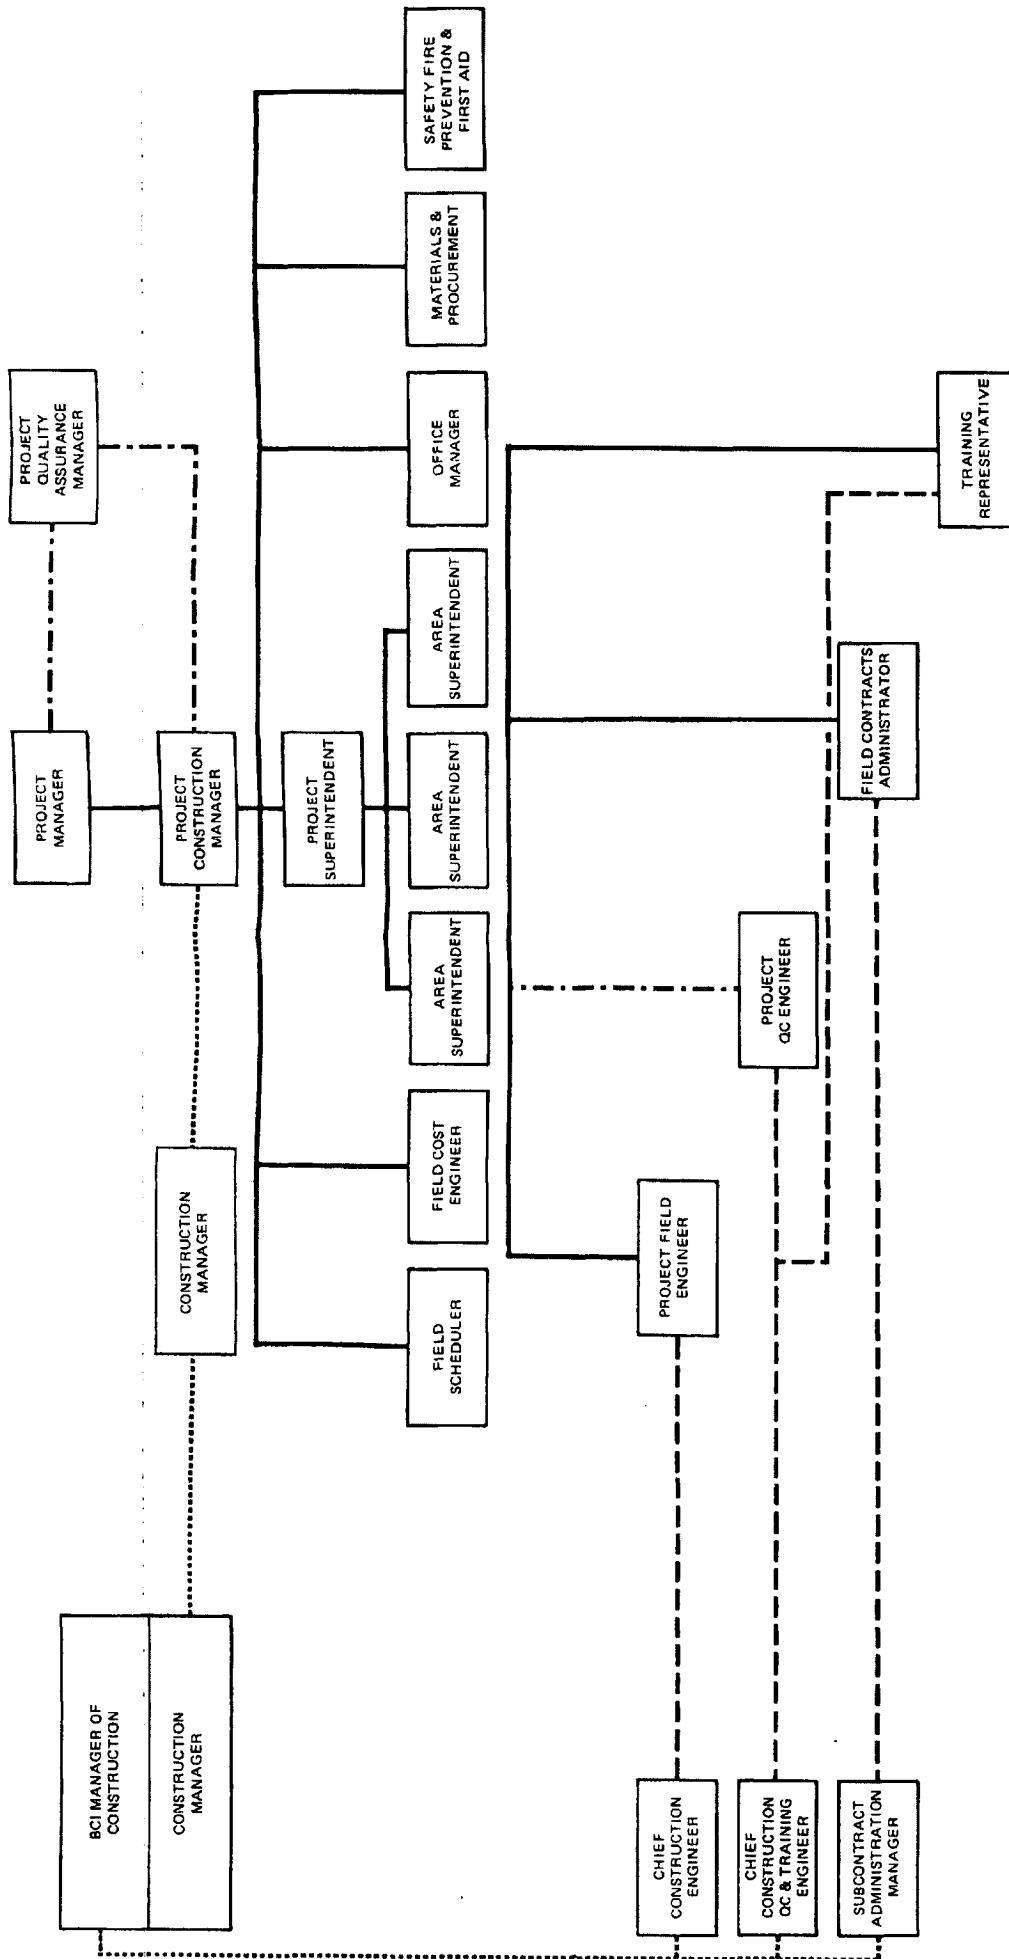 PROJECT
MANAGER
PROJECT
QUALITY
ASSURANCE
MANAGER
BCI MANAGER OF
CONSTRUCTION
CONSTRUCTION
MANAGER
CONSTRUCTION
MANAGER
PROJECT
CONSTRUCTION
MANAGER
PROJECT
SUPERINTENDENT
FIELD
SCHEDULER
FIELD COST
ENGINEER
AREA
SUPERINTENDENT
AREA
SUPERINTENDENT
AREA
SUPERINTENDENT
OFFICE
MANAGER
MATERIALS &
PROCUREMENT
SAFETY FIRE
PREVENTION &
FIRST AID
CHIEF
CONSTRUCTION
ENGINEER
PROJECT FIELD
ENGINEER
CHIEF
CONSTRUCTION
QC & TRAINING
ENGINEER
PROJECT
QC ENGINEER
SUBCONTRACT
ADMINISTRATION
MANAGER
FIELD CONTRACTS
ADMINISTRATOR
TRAINING
REPRESENTATIVE